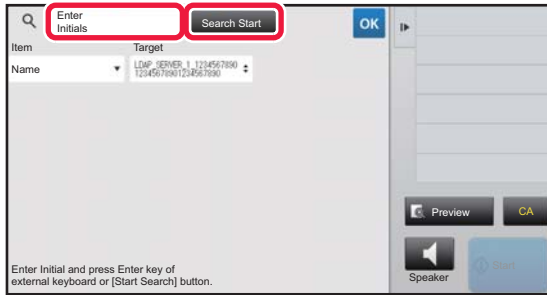 Enter
Initials
Search Start
OK
Item
Target
Name
LDAP_SERVER_1_1234567890
12345678901234567890
Preview
CA
Enter Initial and press Enter key of
external keyboard or [Start Search] button.
Speaker
Start